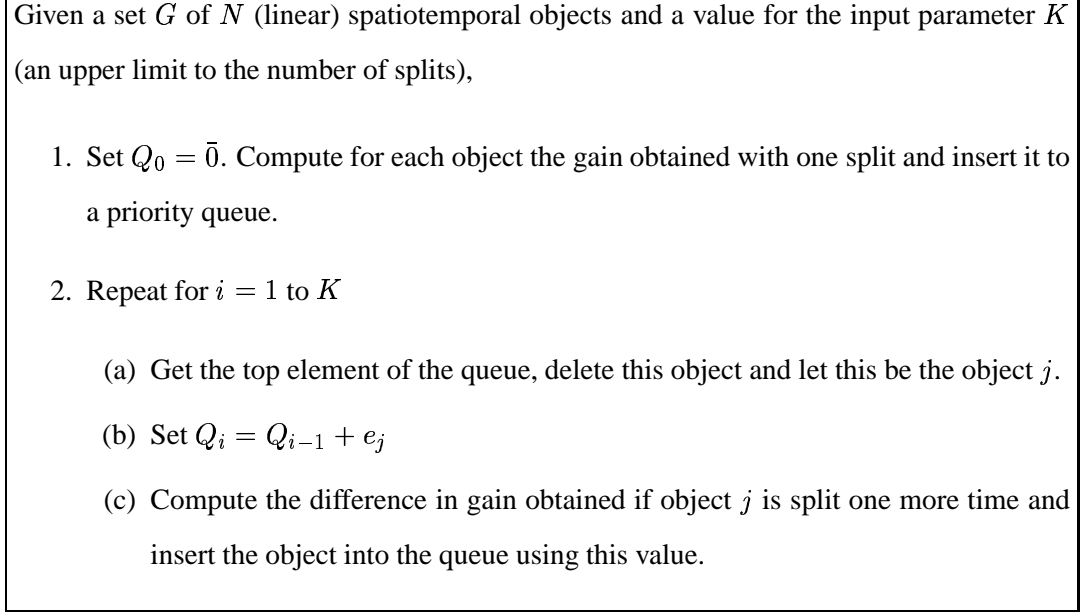 Given a set G of N (linear) spatiotemporal objects and a value for the input parameter K
(an upper limit to the number of splits),
1. Set Q₀ = 0̄. Compute for each object the gain obtained with one split and insert it to
a priority queue.
2. Repeat for i = 1 to K
(a) Get the top element of the queue, delete this object and let this be the object j.
(b) Set Qᵢ = Qᵢ₋₁ + eⱼ
(c) Compute the difference in gain obtained if object j is split one more time and
insert the object into the queue using this value.